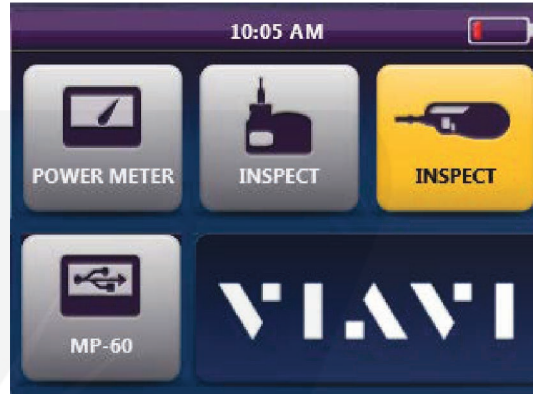 10:05 AM
POWER METER
INSPECT
INSPECT
MP-60
VIAVI